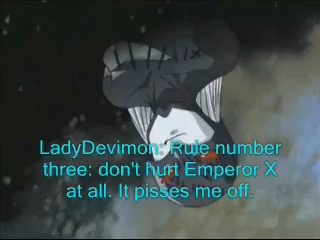 LadyDevimon: Rule number
three: don't hurt Emperor X
at all. It pisses me off.